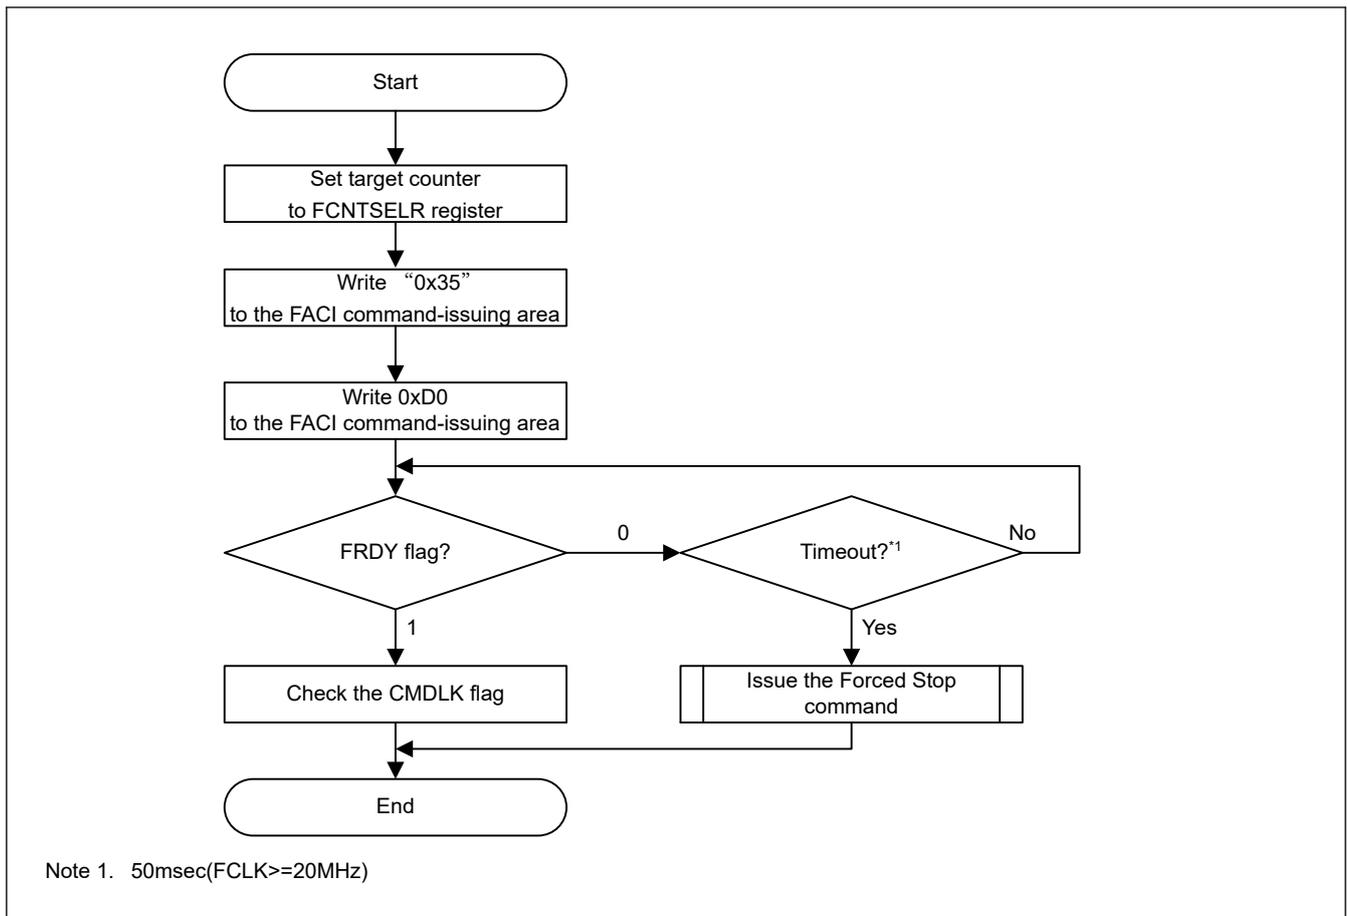 Start
Set target counter
to FCNTSELR register
Write “0x35”
to the FACI command-issuing area
Write 0xD0
to the FACI command-issuing area
FRDY flag?
0
Timeout?*1
No
1
Yes
Check the CMDLK flag
Issue the Forced Stop
command
End
Note 1. 50msec(FCLK>=20MHz)